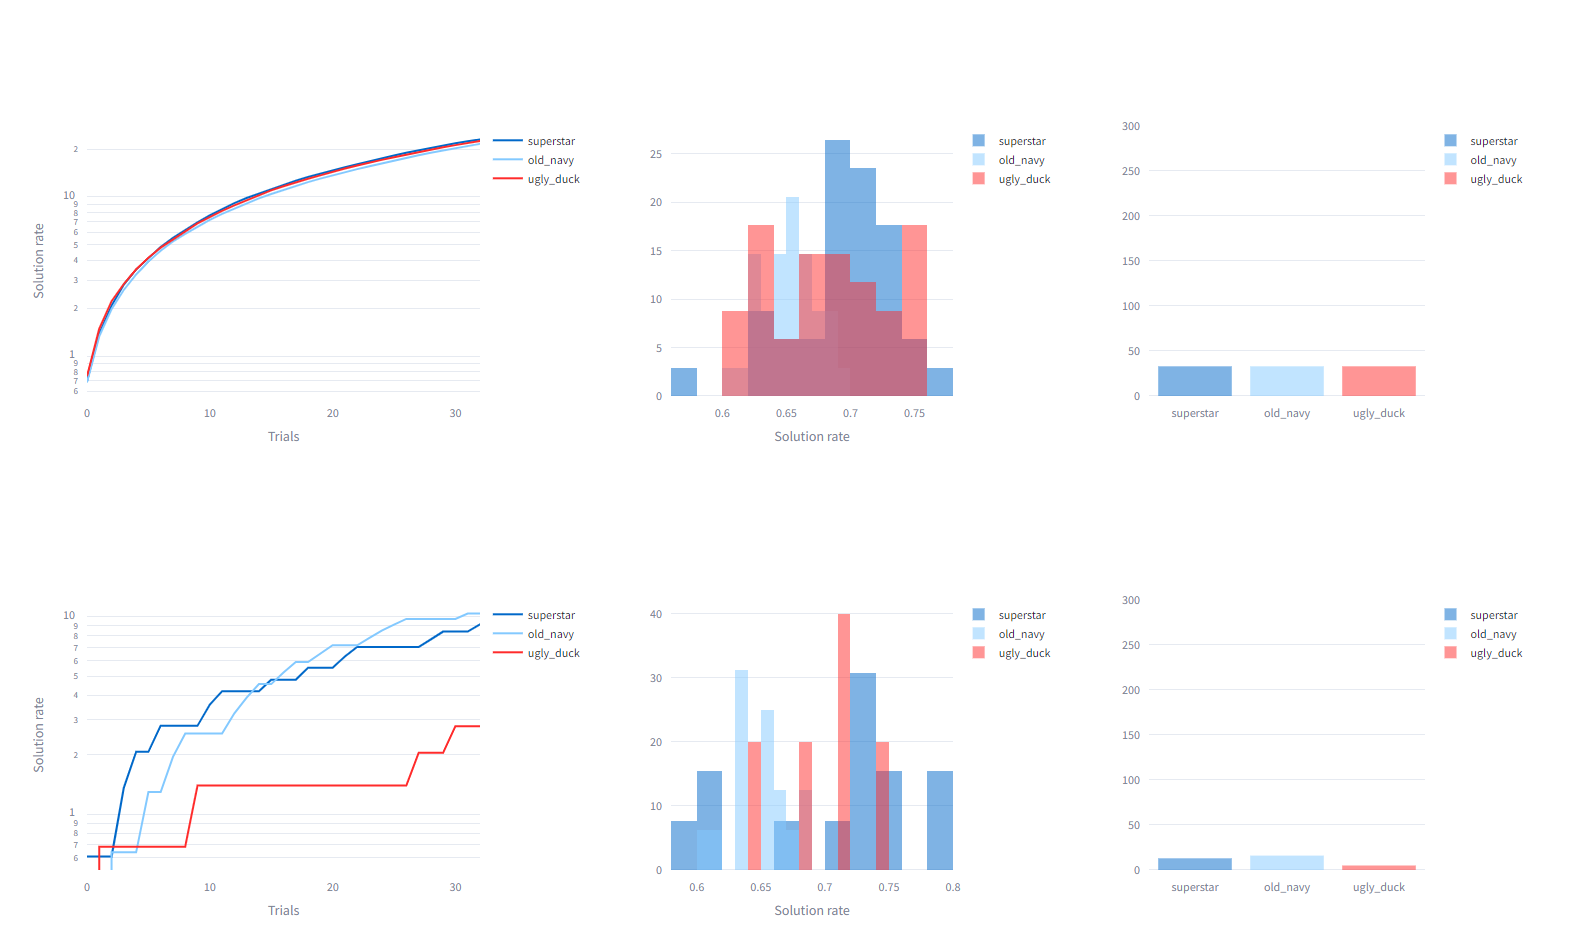 2
10
9
8
7
6
5
4
3
2
1
9
8
7
6
0 10 20 30
Trials
Solution rate
superstar
old_navy
ugly_duck
25
20
15
10
5
0
0.6 0.65 0.7 0.75
Solution rate
superstar
old_navy
ugly_duck
300
250
200
150
100
50
0
superstar old_navy ugly_duck
superstar
old_navy
ugly_duck
10
9
8
7
6
5
4
3
2
1
9
8
7
6
0 10 20 30
Trials
Solution rate
superstar
old_navy
ugly_duck
40
30
20
10
0
0.6 0.65 0.7 0.75 0.8
Solution rate
superstar
old_navy
ugly_duck
300
250
200
150
100
50
0
superstar old_navy ugly_duck
superstar
old_navy
ugly_duck